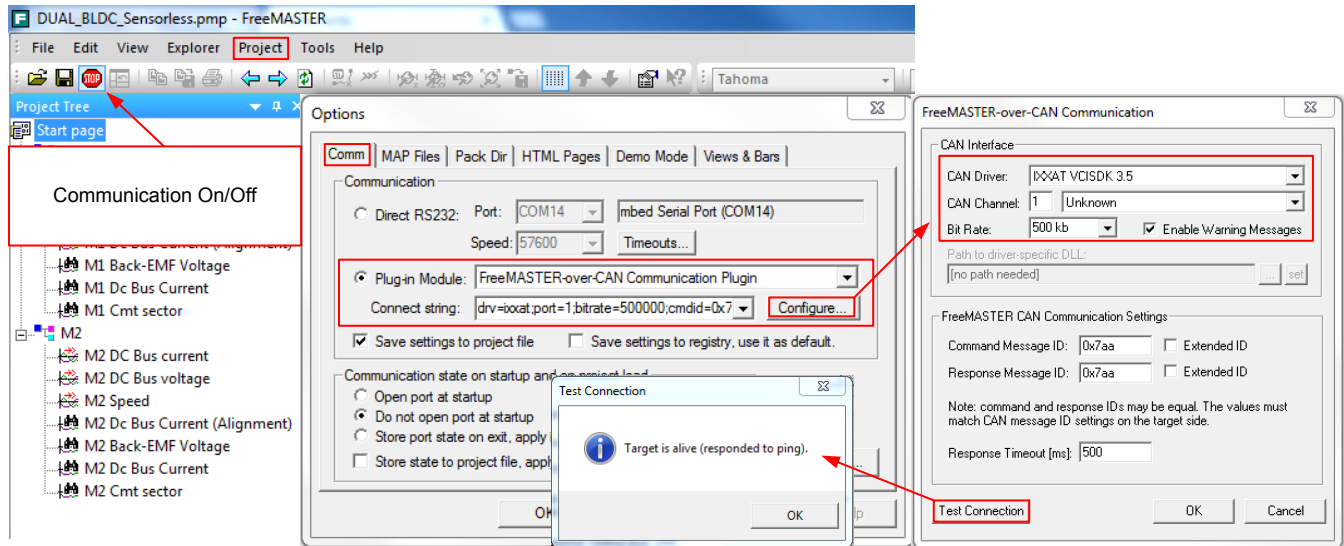 DUAL_BLDC_Sensorless.pmp - FreeMASTER
File Edit View Explorer Project Tools Help
STOP
Tahoma
Project Tree
Start page
Communication On/Off
M1 Back-EMF Voltage
M1 Dc Bus Current
M1 Cmt sector
M2
M2 DC Bus current
M2 DC Bus voltage
M2 Speed
M2 Dc Bus Current (Alignment)
M2 Back-EMF Voltage
M2 Dc Bus Current
M2 Cmt sector
Options
Comm MAP Files Pack Dir HTML Pages Demo Mode Views & Bars
Communication
Direct RS232: Port: COM14 mbed Serial Port (COM14)
Speed: 57600 Timeouts...
Plug-in Module: FreeMASTER-over-CAN Communication Plugin
Connect string: drv=ixxat;port=1;bitrate=500000;cmdid=0x7 Configure...
Save settings to project file Save settings to registry, use it as default.
Communication state on startup and on project load
Open port at startup
Do not open port at startup
Store port state on exit, apply
Store state to project file, appl
...
OK
Test Connection
Target is alive (responded to ping).
OK
FreeMASTER-over-CAN Communication
CAN Interface
CAN Driver: IXXAT VCISDK 3.5
CAN Channel: 1 Unknown
Bit Rate: 500 kb Enable Warning Messages
Path to driver-specific DLL:
[no path needed] ... set
FreeMASTER CAN Communication Settings
Command Message ID: 0x7aa Extended ID
Response Message ID: 0x7aa Extended ID
Note: command and response IDs may be equal. The values must
match CAN message ID settings on the target side.
Response Timeout [ms]: 500
Test Connection OK Cancel